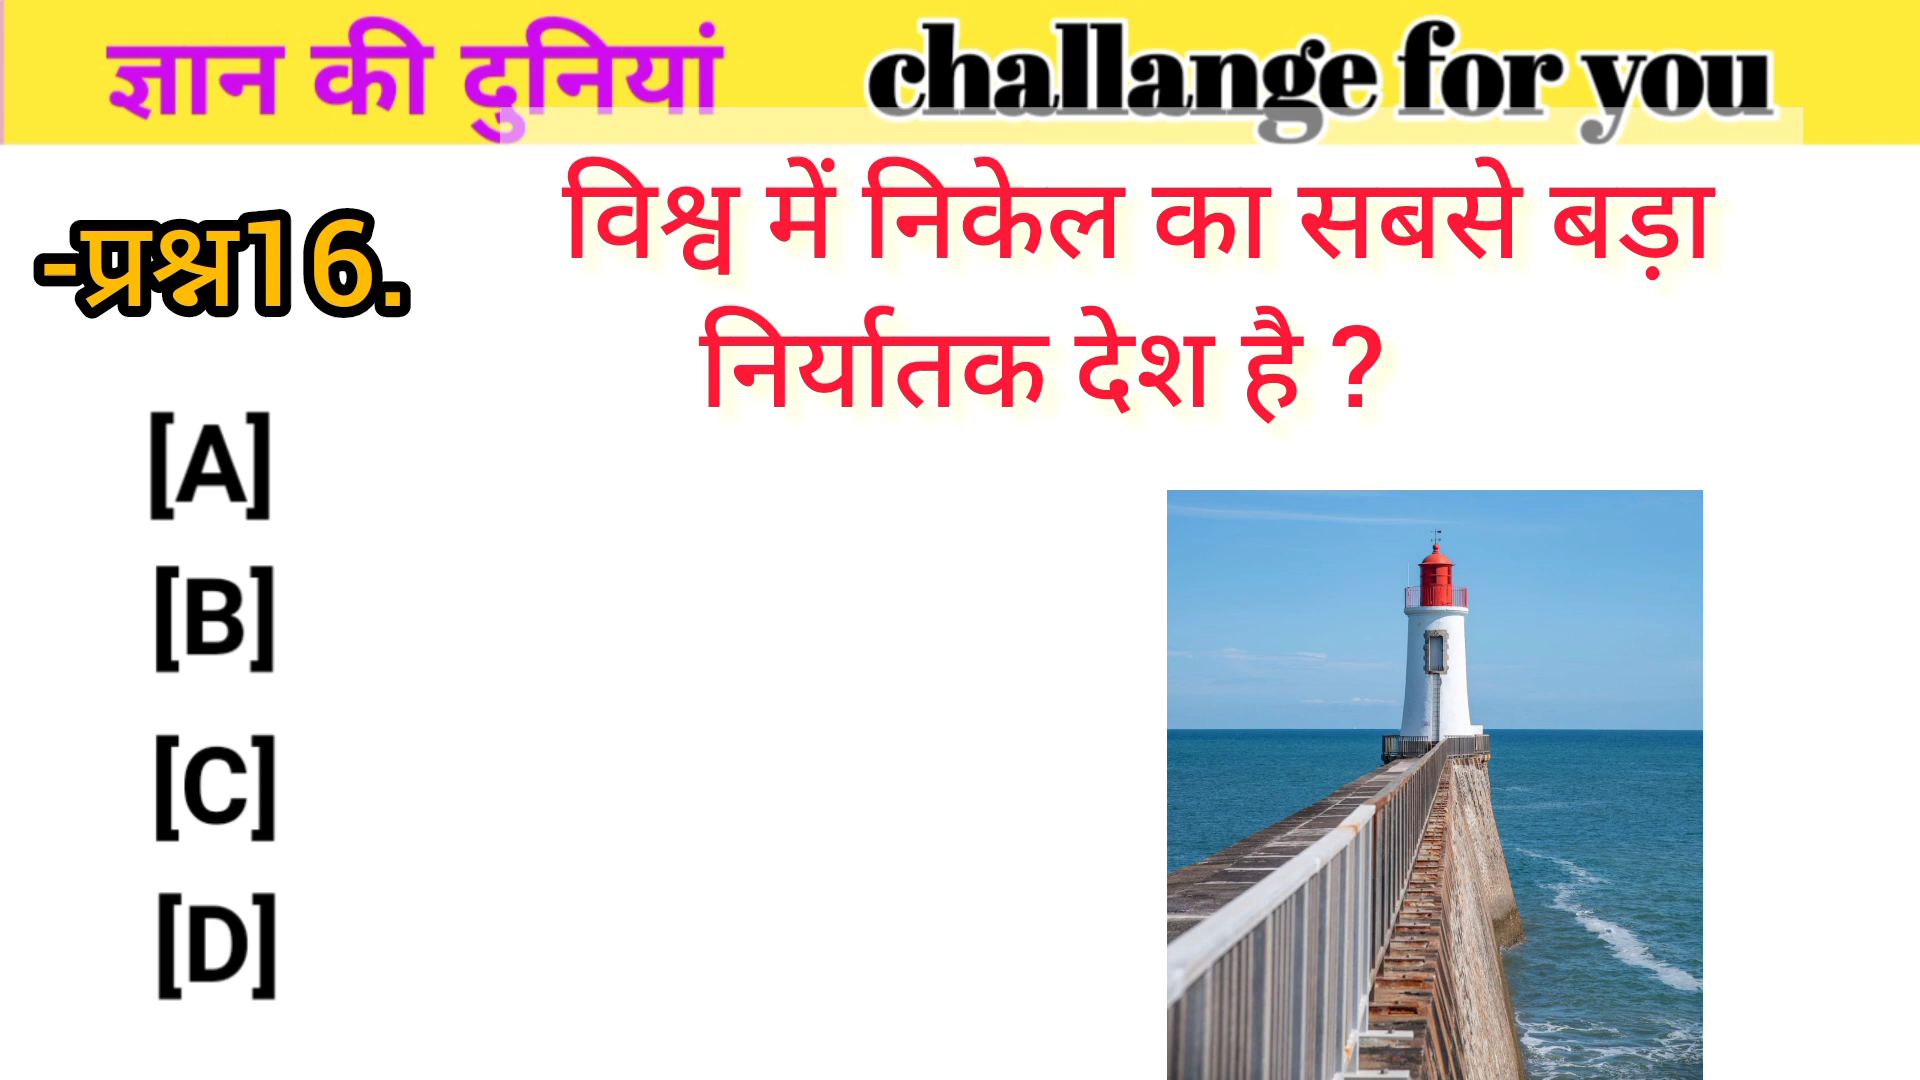 ज्ञान की दुनियां challange for you
-प्रश्न16. विश्व में निकेल का सबसे बड़ा
निर्यातक देश है ?
[A]
[B]
[C]
[D]